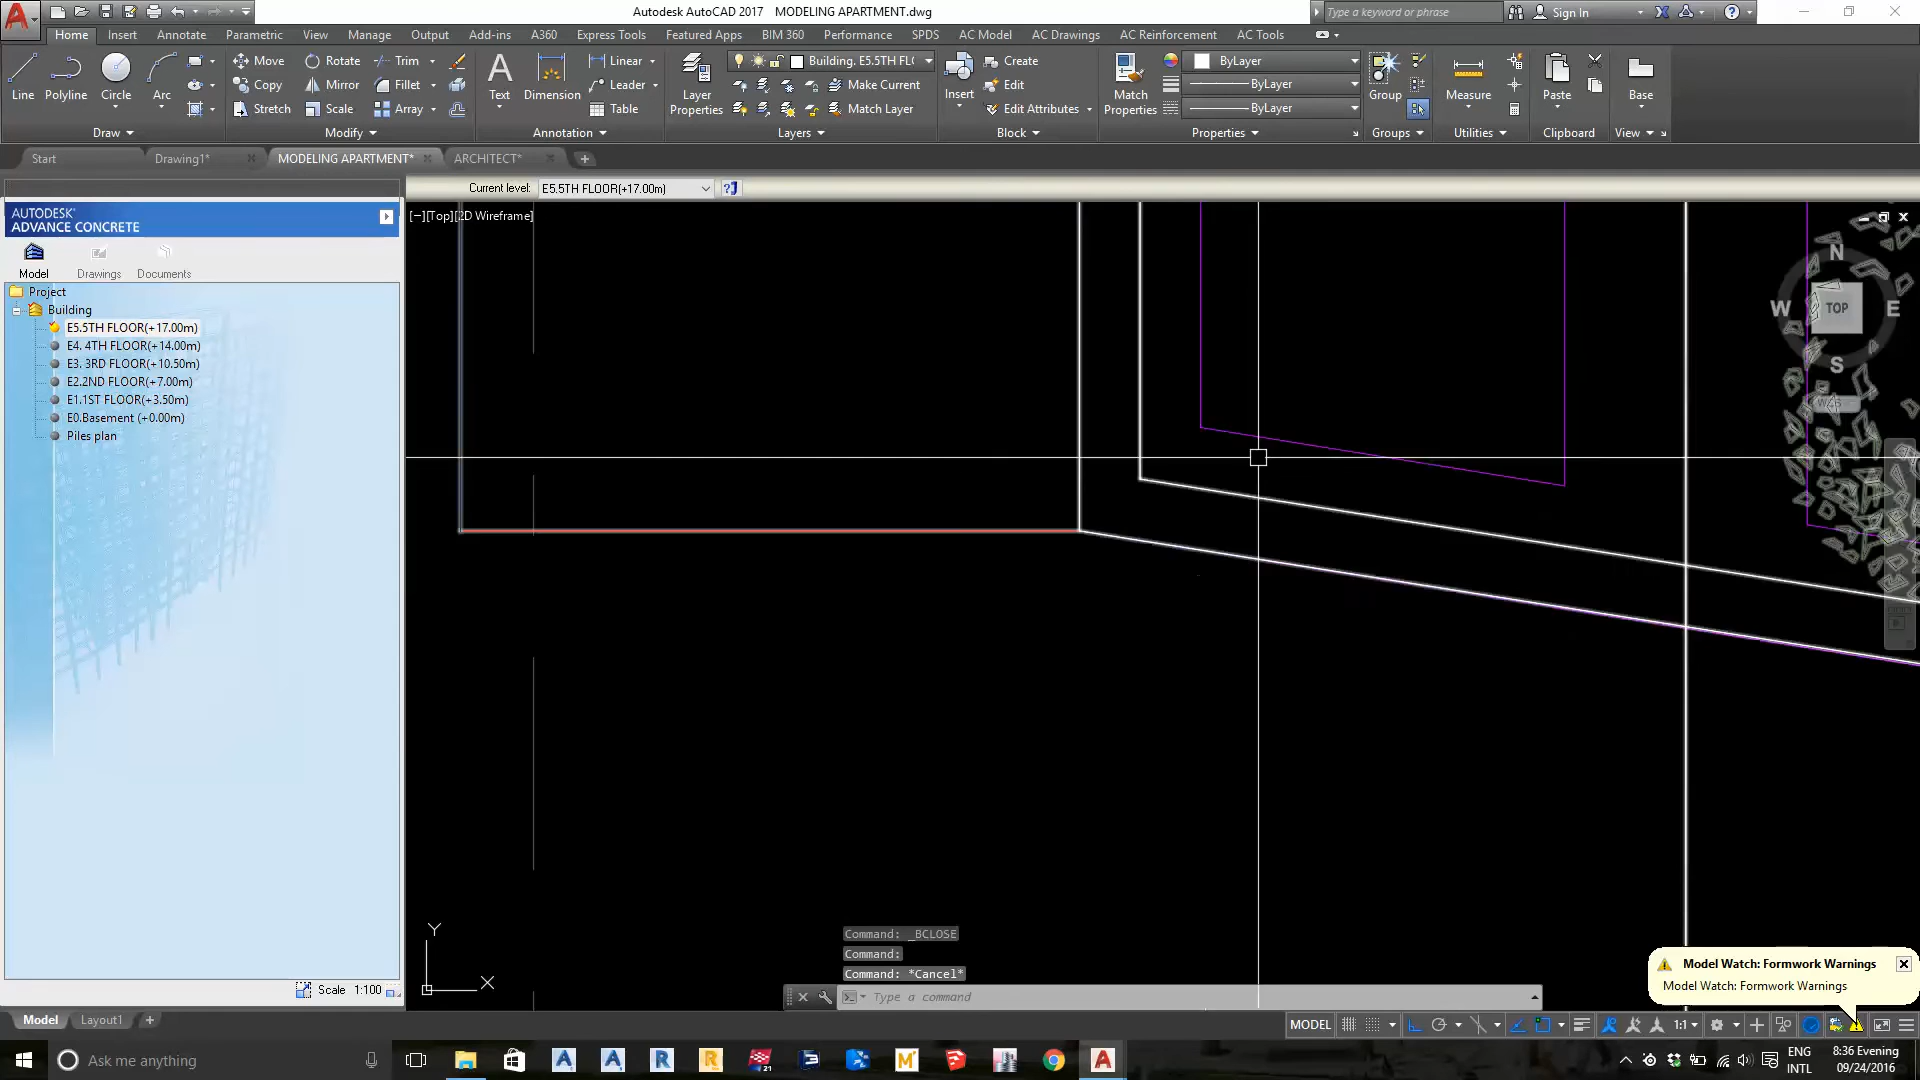 Autodesk AutoCAD 2017 MODELING APARTMENT.dwg
Type a keyword or phrase
Sign In
Home Insert Annotate Parametric View Manage Output Add-ins A360 Express Tools Featured Apps BIM 360 Performance SPDS AC Model AC Drawings AC Reinforcement AC Tools
Line Polyline Circle Arc
Move Rotate Trim
Copy Mirror Fillet
Stretch Scale Array
Text Dimension
Linear
Leader
Table
Layer Properties
Building. E5.5TH FL
Make Current
Match Layer
Insert
Create
Edit
Edit Attributes
Match Properties
ByLayer
ByLayer
ByLayer
Group
Measure
Paste
Base
Draw Modify Annotation Layers Block Properties Groups Utilities Clipboard View
Start Drawing1* MODELING APARTMENT* ARCHITECT*
Current level: E5.5TH FLOOR(+17.00m)
[−][Top][2D Wireframe]
AUTODESK®
ADVANCE CONCRETE
Model Drawings Documents
Project
Building
E5.5TH FLOOR(+17.00m)
E4. 4TH FLOOR(+14.00m)
E3. 3RD FLOOR(+10.50m)
E2.2ND FLOOR(+7.00m)
E1.1ST FLOOR(+3.50m)
E0.Basement (+0.00m)
Piles plan
N
W TOP E
S
Y
X
Command: _BCLOSE
Command:
Command: *Cancel*
Type a command
Model Watch: Formwork Warnings
Model Watch: Formwork Warnings
Scale 1:100
Model Layout1
MODEL 1:1
Ask me anything
21
ENG
INTL
8:36 Evening
09/24/2016